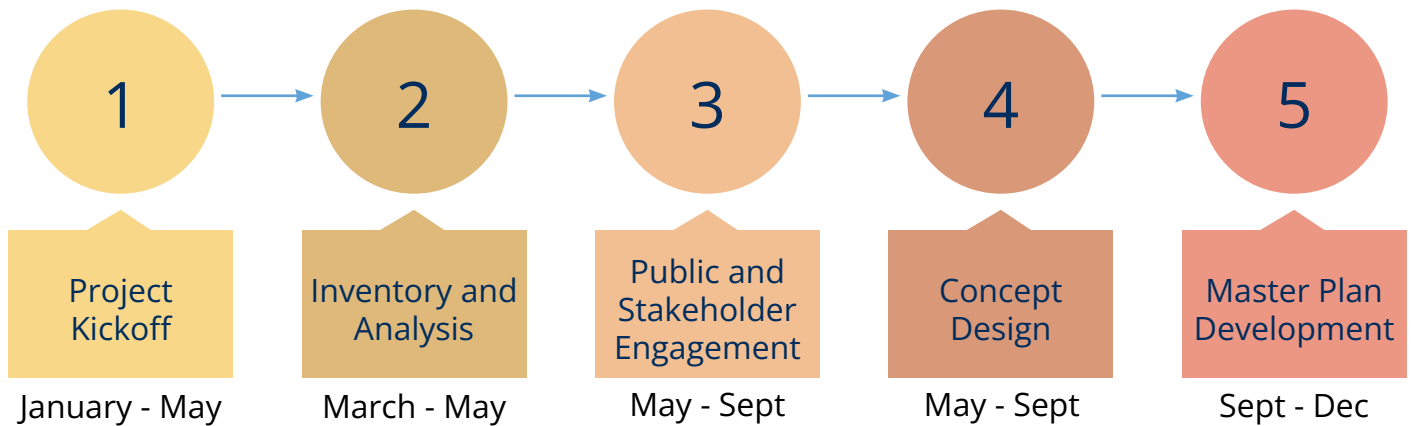 1
2
3
4
5
Project
Kickoff
Inventory and
Analysis
Public and
Stakeholder
Engagement
Concept
Design
Master Plan
Development
January - May
March - May
May - Sept
May - Sept
Sept - Dec